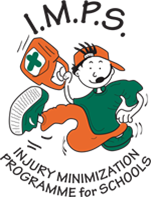 I.M.P.S.
INJURY MINIMIZATION
PROGRAMME for SCHOOLS